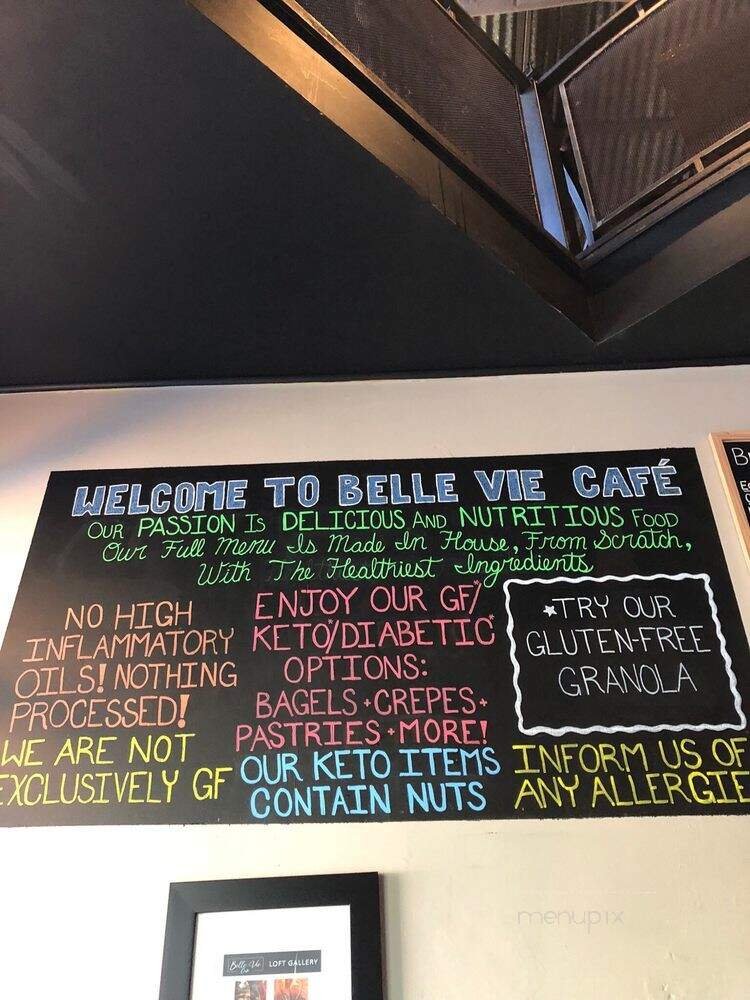 WELCOME TO BELLE VIE CAFÉ
OUR PASSION IS DELICIOUS AND NUTRITIOUS FOOD
Our Full Menu Is Made In House, From Scratch,
With The Healthiest Ingredients
NO HIGH
INFLAMMATORY
OILS! NOTHING
PROCESSED!
WE ARE NOT
EXCLUSIVELY GF
ENJOY OUR GF/
KETO*/DIABETIC*
OPTIONS:
BAGELS+CREPES+
PASTRIES+MORE!
OUR KETO ITEMS
CONTAIN NUTS
★TRY OUR
GLUTEN-FREE
GRANOLA
INFORM US OF
ANY ALLERGIE
Belle Vie
LOFT GALLERY
menupix